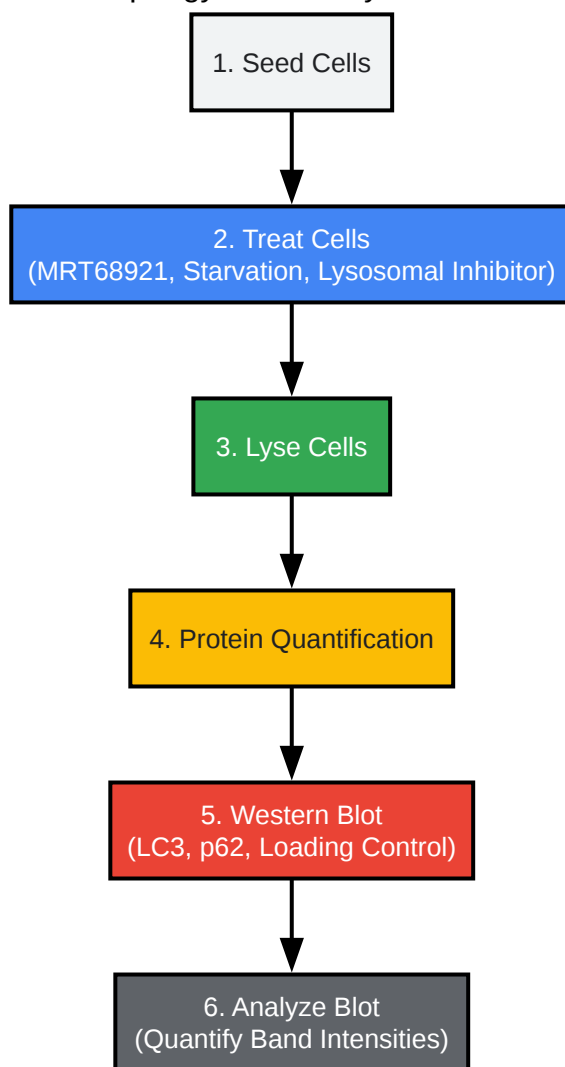 1. Seed Cells
2. Treat Cells
(MRT68921, Starvation, Lysosomal Inhibitor)
3. Lyse Cells
4. Protein Quantification
5. Western Blot
(LC3, p62, Loading Control)
6. Analyze Blot
(Quantify Band Intensities)